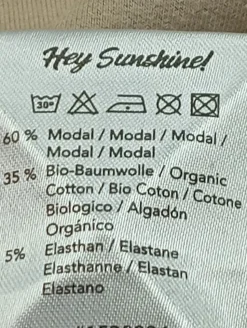 Hey Sunshine!
30°
60 % Modal / Modal / Modal /
Modal / Modal
35 % Bio-Baumwolle / Organic
Cotton / Bio Coton / Cotone
Biologico / Algadón
Orgánico
5% Elasthan / Elastane
Elasthanne / Elastan
Elastano